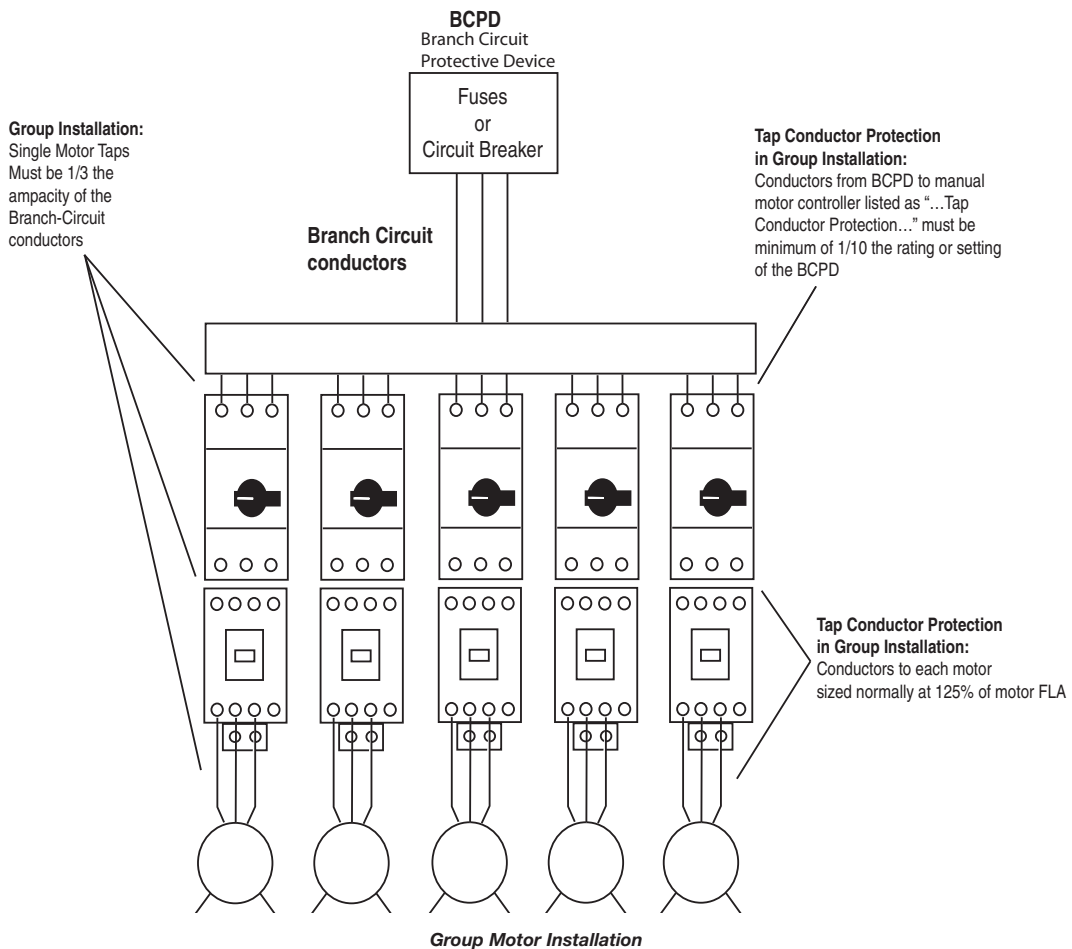 BCPD
Branch Circuit
Protective Device
Fuses
or
Circuit Breaker
Group Installation:
Single Motor Taps
Must be 1/3 the
ampacity of the
Branch-Circuit
conductors
Tap Conductor Protection
in Group Installation:
Conductors from BCPD to manual
motor controller listed as “…Tap
Conductor Protection…” must be
minimum of 1/10 the rating or setting
of the BCPD
Branch Circuit
conductors
Tap Conductor Protection
in Group Installation:
Conductors to each motor
sized normally at 125% of motor FLA
Group Motor Installation